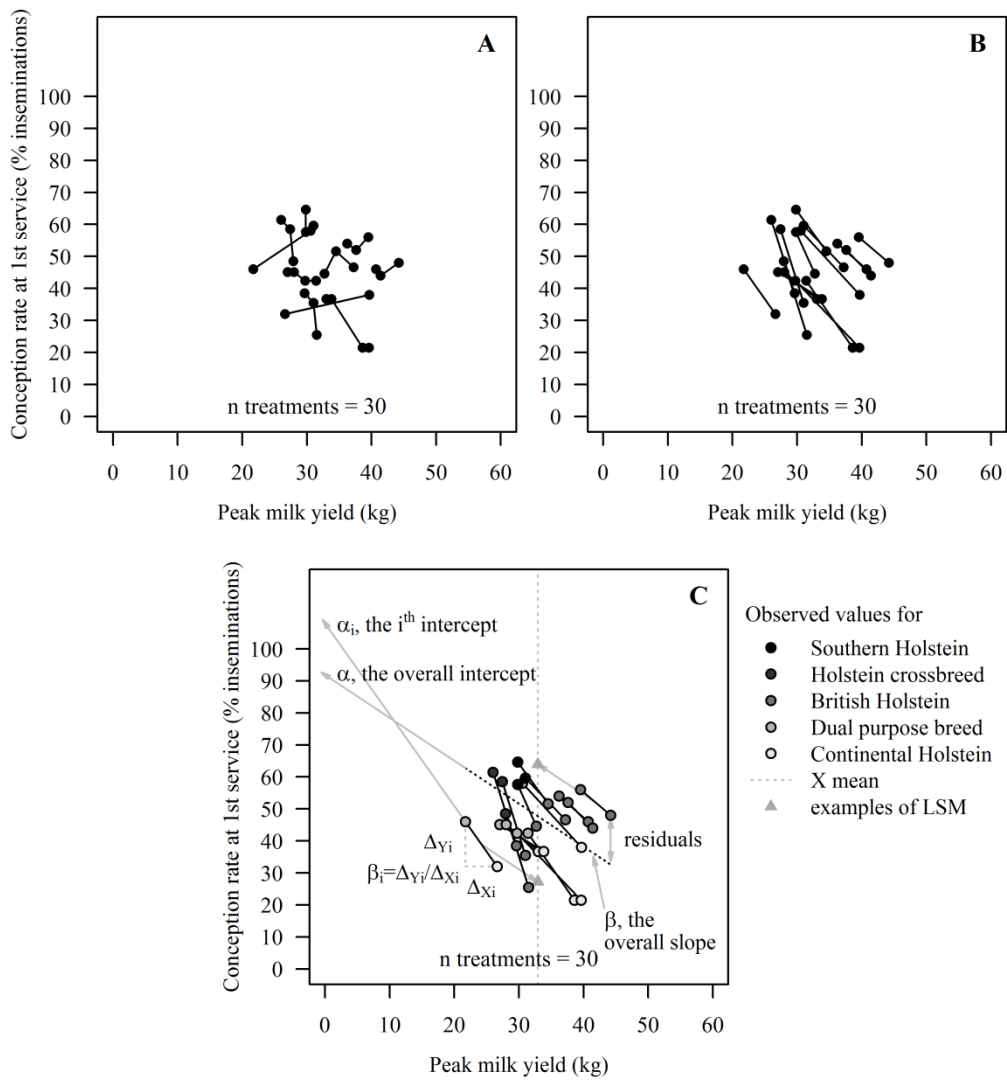 A
Conception rate at 1st service (% inseminations)
100
90
80
70
60
50
40
30
20
10
0
n treatments = 30
0 10 20 30 40 50 60
Peak milk yield (kg)
B
100
90
80
70
60
50
40
30
20
10
0
n treatments = 30
0 10 20 30 40 50 60
Peak milk yield (kg)
C
Conception rate at 1st service (% inseminations)
100
90
80
70
60
50
40
30
20
10
0
αi, the ith intercept
α, the overall intercept
ΔYi
βi=ΔYi/ΔXi
ΔXi
residuals
β, the
overall slope
n treatments = 30
0 10 20 30 40 50 60
Peak milk yield (kg)
Observed values for
Southern Holstein
Holstein crossbreed
British Holstein
Dual purpose breed
Continental Holstein
X mean
examples of LSM